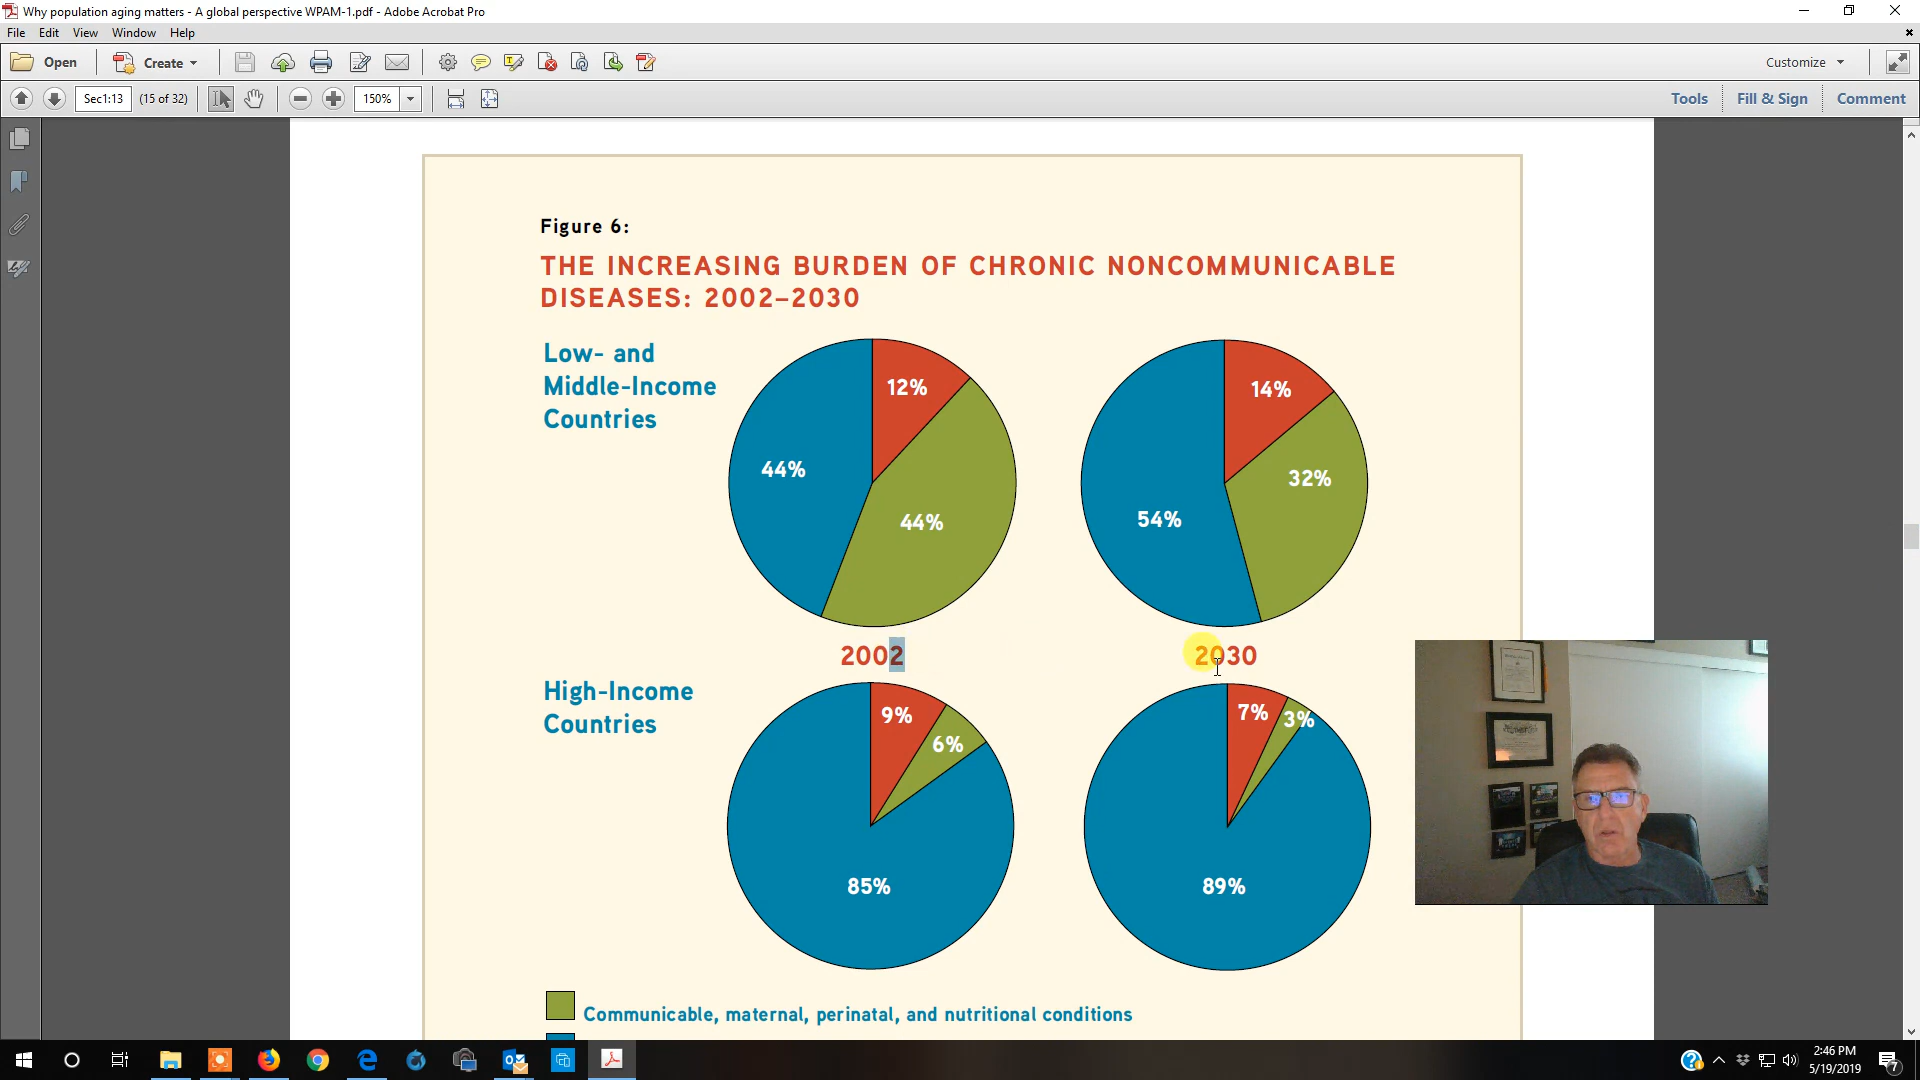 Why population aging matters - A global perspective WPAM-1.pdf - Adobe Acrobat Pro
File Edit View Window Help
Open Create Customize
Sec1:13 (15 of 32) 150% Tools Fill & Sign Comment
Figure 6:
THE INCREASING BURDEN OF CHRONIC NONCOMMUNICABLE
DISEASES: 2002–2030
Low- and
Middle-Income
Countries
12%
44%
44%
14%
32%
54%
2002
2030
High-Income
Countries
9%
6%
85%
7%
3%
89%
Communicable, maternal, perinatal, and nutritional conditions
2:46 PM
5/19/2019
7